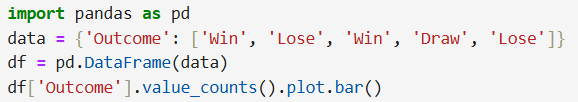 import pandas as pd
data = {'Outcome': ['Win', 'Lose', 'Win', 'Draw', 'Lose']}
df = pd.DataFrame(data)
df['Outcome'].value_counts().plot.bar()